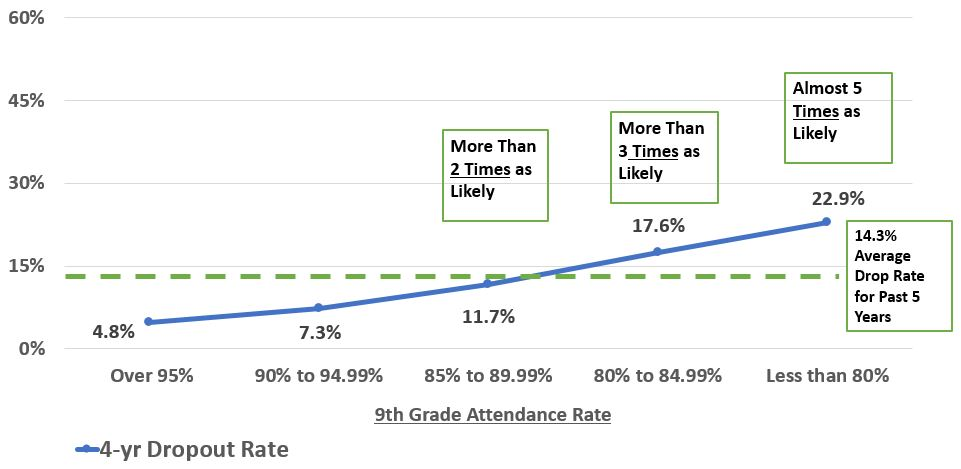 60%
45%
30%
15%
0%
More Than
2 Times as
Likely
More Than
3 Times as
Likely
Almost 5
Times as
Likely
4.8%
7.3%
11.7%
17.6%
22.9%
14.3%
Average
Drop Rate
for Past 5
Years
Over 95%
90% to 94.99%
85% to 89.99%
80% to 84.99%
Less than 80%
9th Grade Attendance Rate
4-yr Dropout Rate